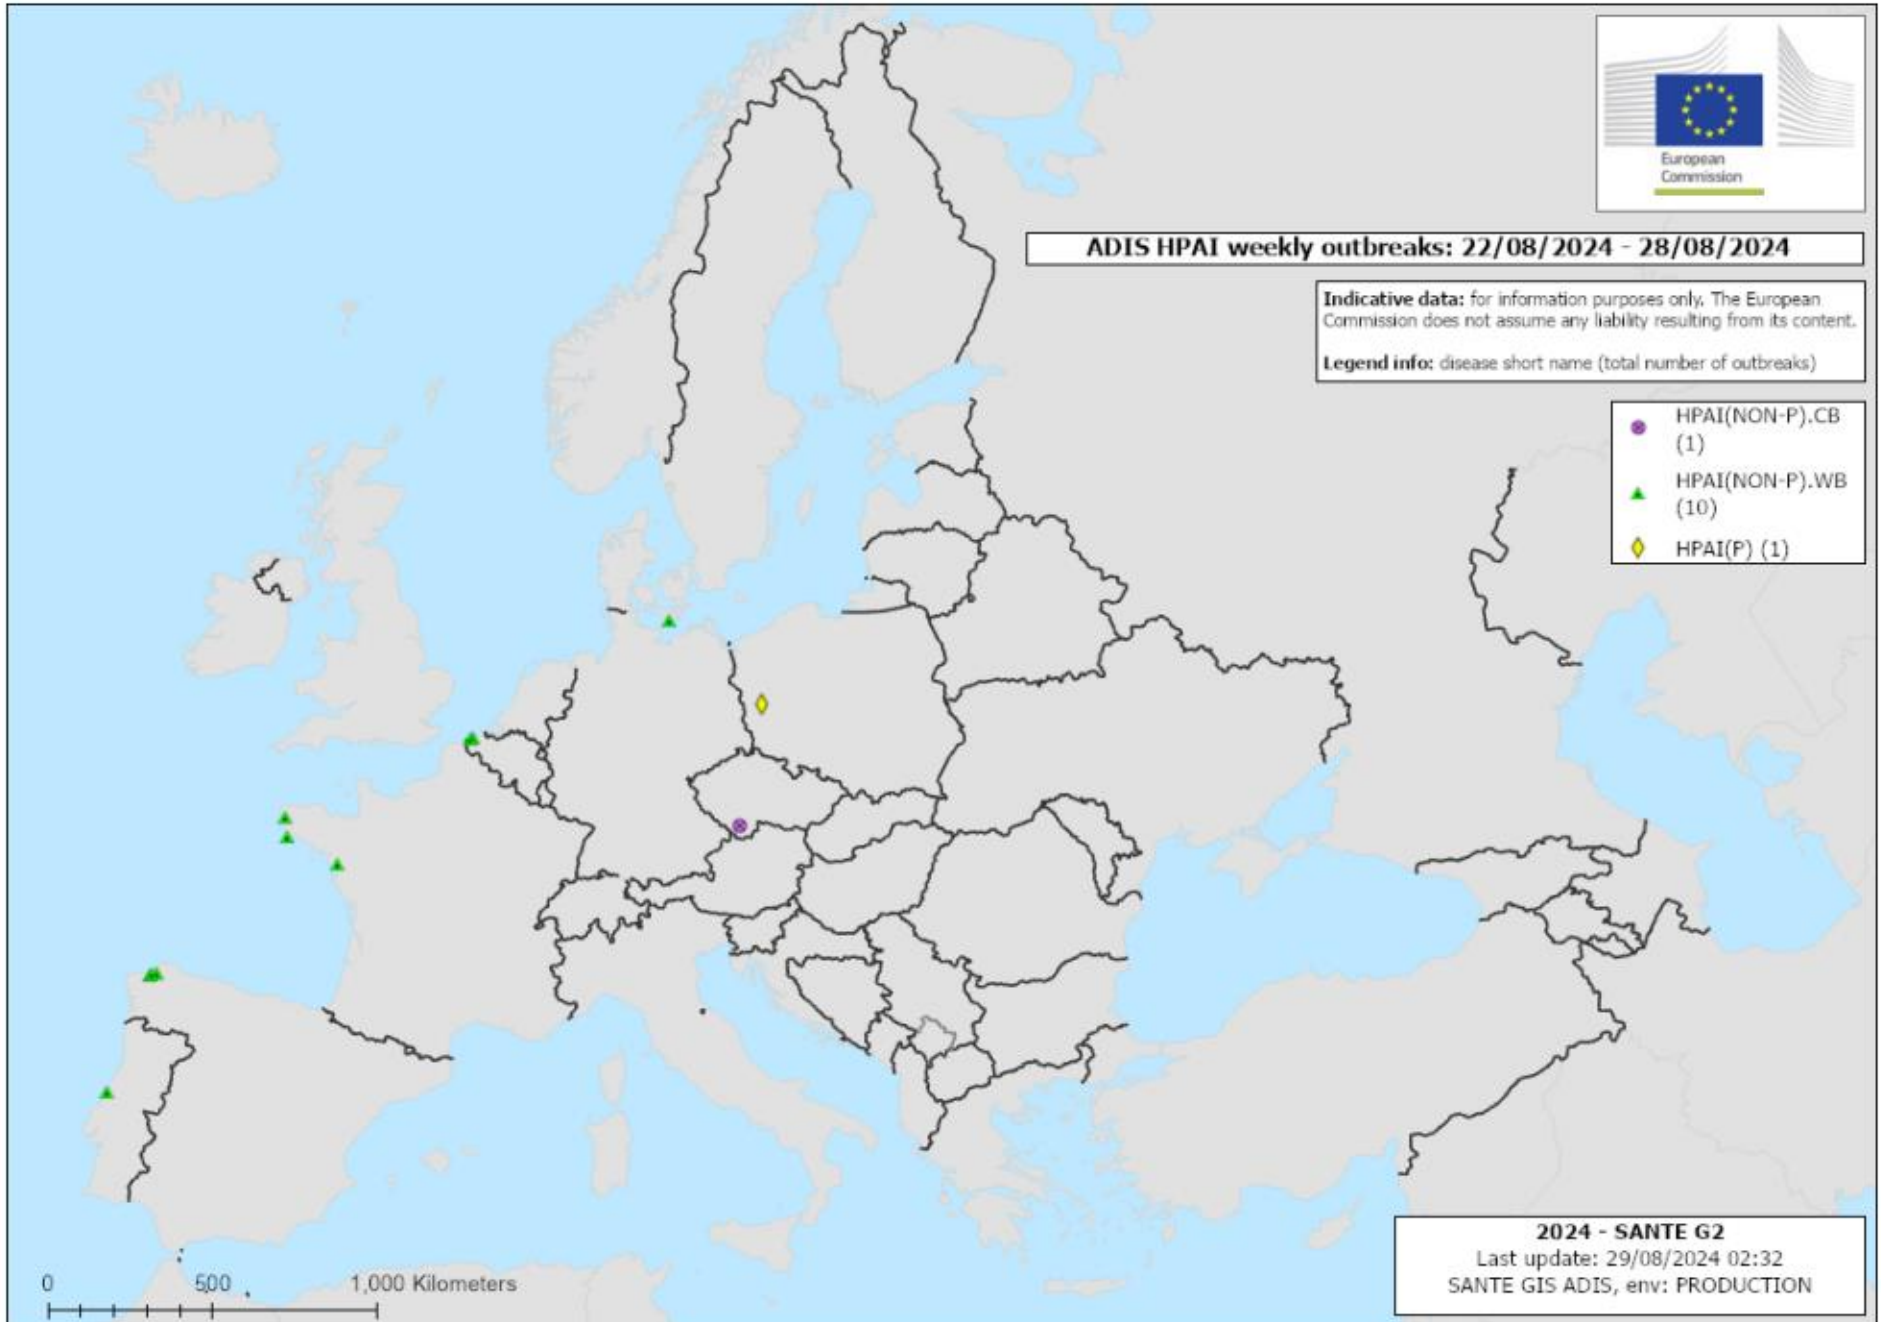 European
Commission
ADIS HPAI weekly outbreaks: 22/08/2024 - 28/08/2024
Indicative data: for information purposes only. The European
Commission does not assume any liability resulting from its content.
Legend info: disease short name (total number of outbreaks)
HPAI(NON-P).CB
(1)
HPAI(NON-P).WB
(10)
HPAI(P) (1)
2024 - SANTE G2
Last update: 29/08/2024 02:32
SANTE GIS ADIS, env: PRODUCTION
0 500 1,000 Kilometers